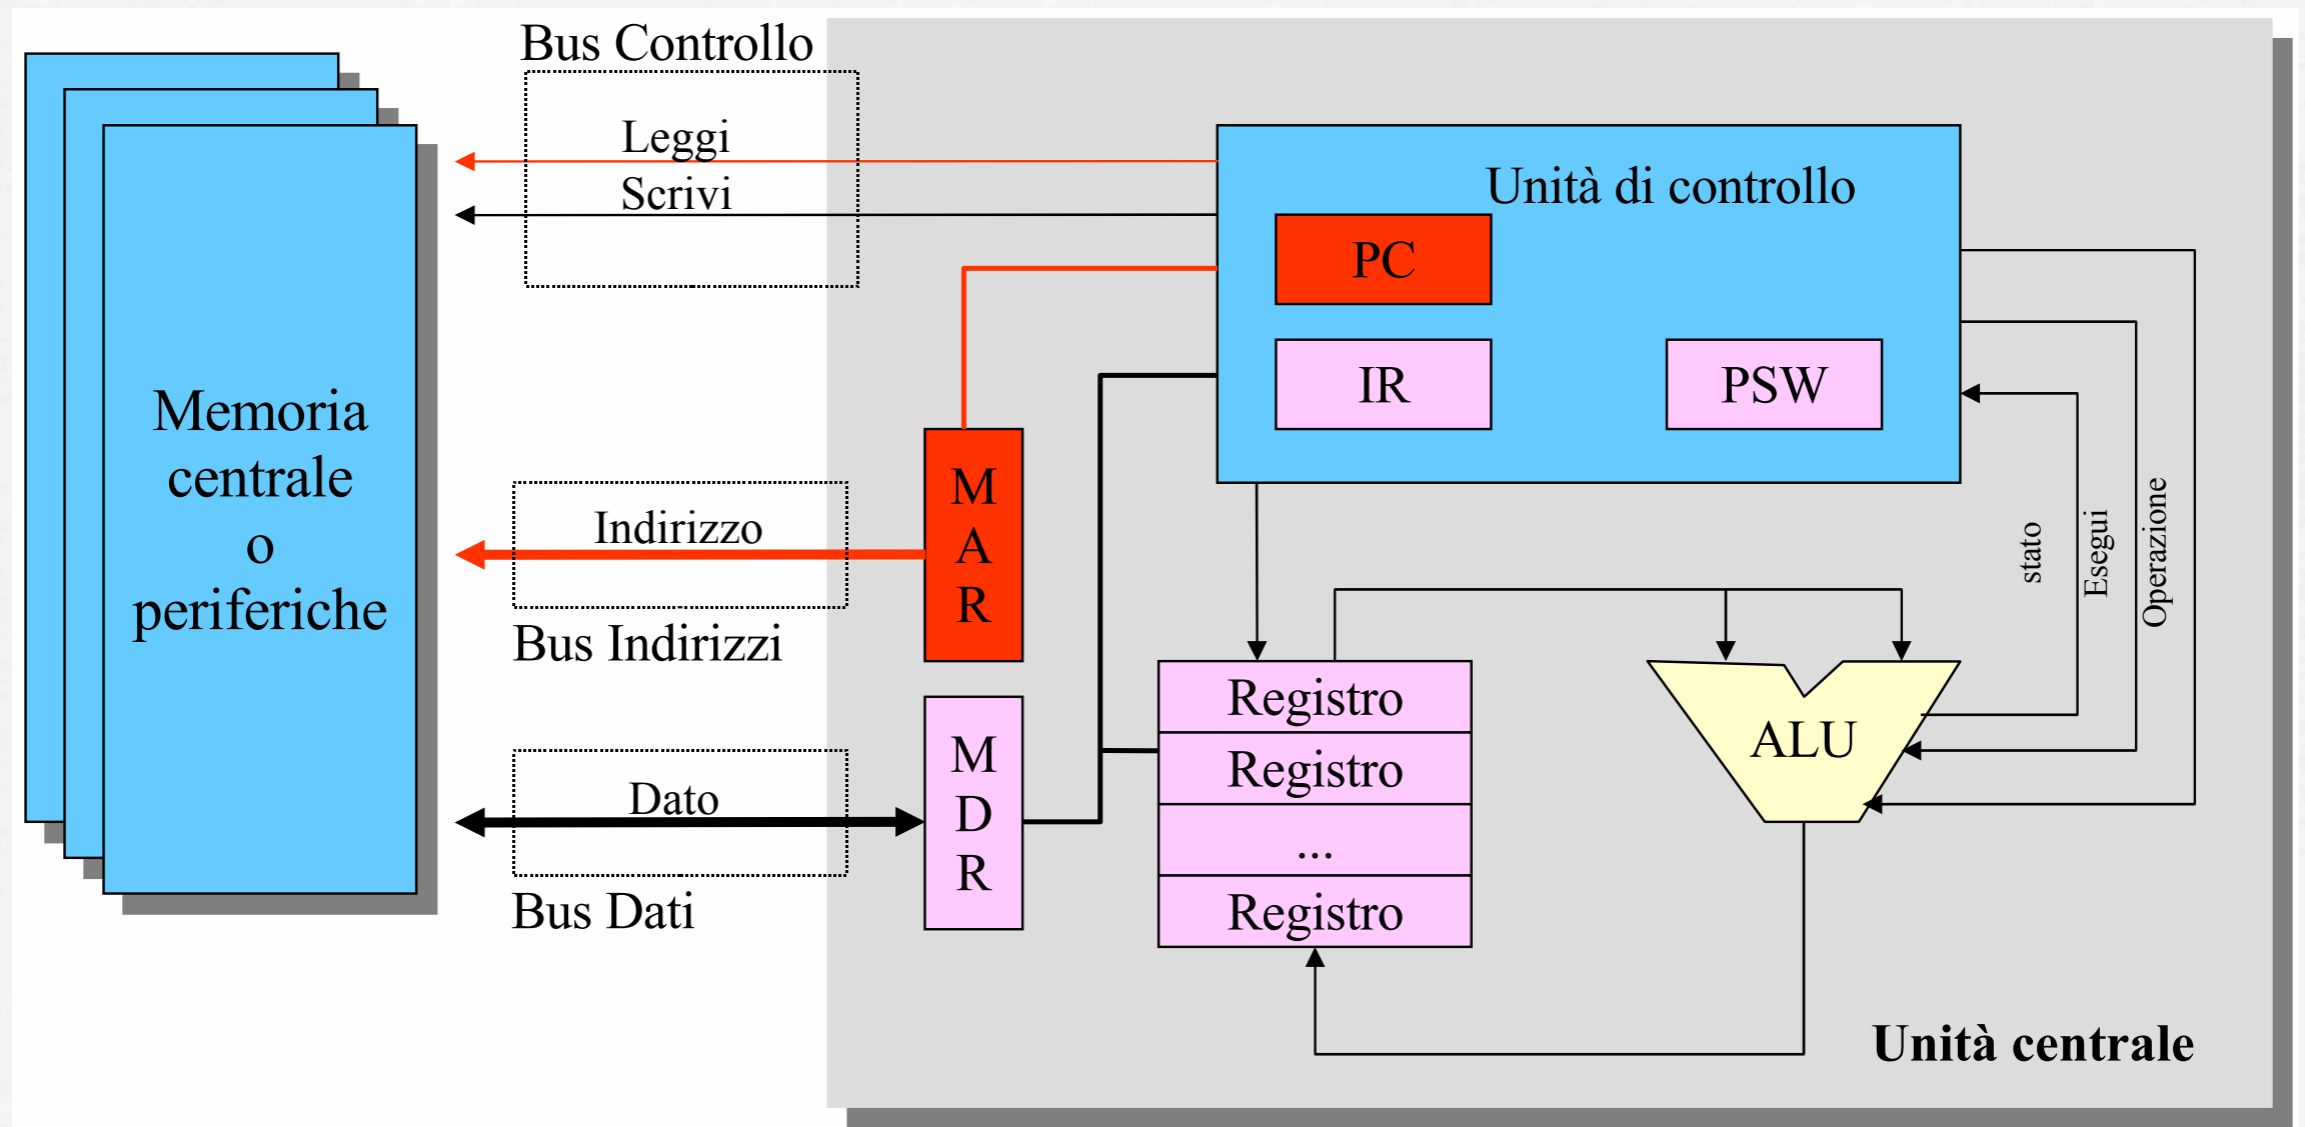 Bus Controllo
Leggi
Scrivi
Unità di controllo
PC
IR
PSW
Memoria
centrale
o
periferiche
Indirizzo
Bus Indirizzi
M
A
R
stato
Esegui
Operazione
Dato
Bus Dati
M
D
R
Registro
Registro
...
Registro
ALU
Unità centrale